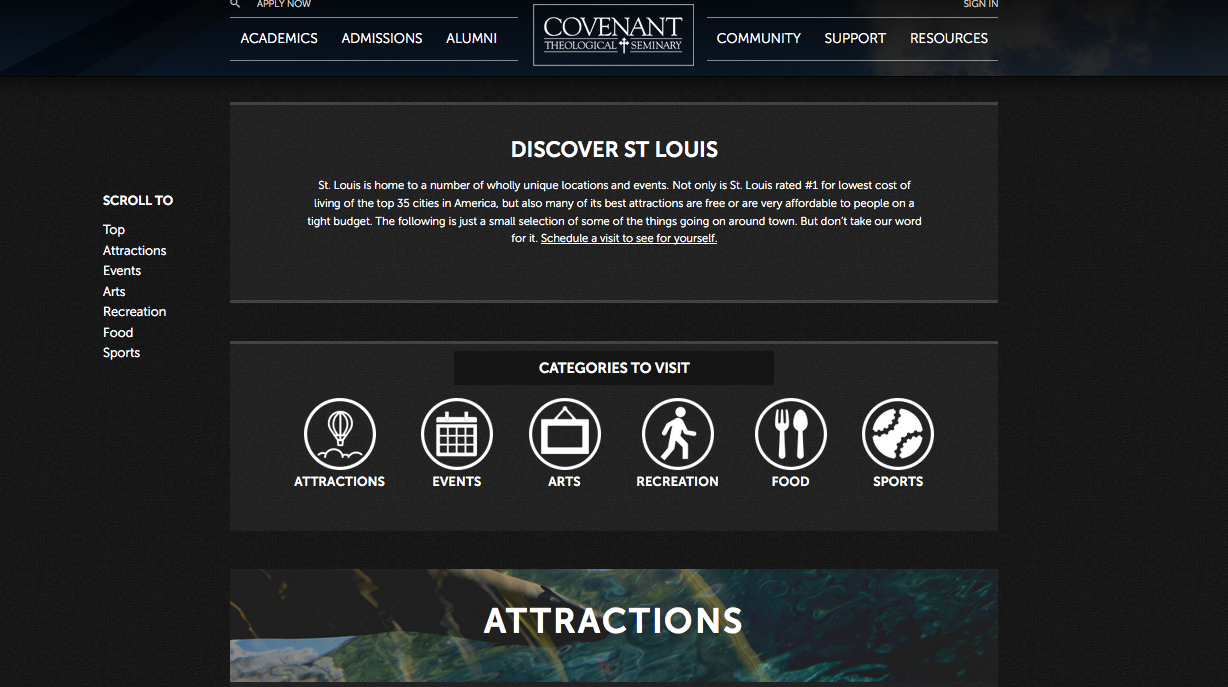 APPLY NOW
SIGN IN
ACADEMICS
ADMISSIONS
ALUMNI
COVENANT
THEOLOGICAL SEMINARY
COMMUNITY
SUPPORT
RESOURCES
SCROLL TO
Top
Attractions
Events
Arts
Recreation
Food
Sports
DISCOVER ST LOUIS
St. Louis is home to a number of wholly unique locations and events. Not only is St. Louis rated #1 for lowest cost of
living of the top 35 cities in America, but also many of its best attractions are free or are very affordable to people on a
tight budget. The following is just a small selection of some of the things going on around town. But don't take our word
for it. Schedule a visit to see for yourself.
CATEGORIES TO VISIT
ATTRACTIONS
EVENTS
ARTS
RECREATION
FOOD
SPORTS
ATTRACTIONS